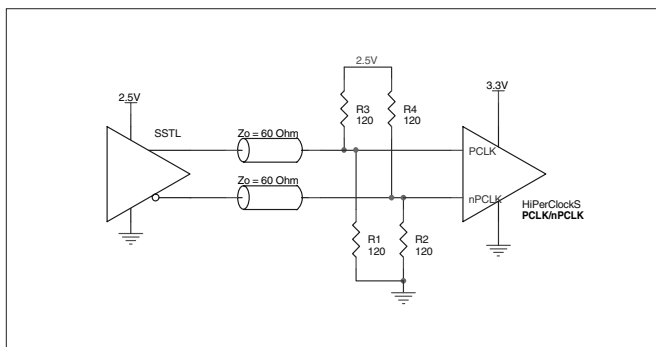 2.5V
3.3V
2.5V
R3
120
R4
120
SSTL
Zo = 60 Ohm
PCLK
Zo = 60 Ohm
nPCLK
HiPerClockS
PCLK/nPCLK
R1
120
R2
120